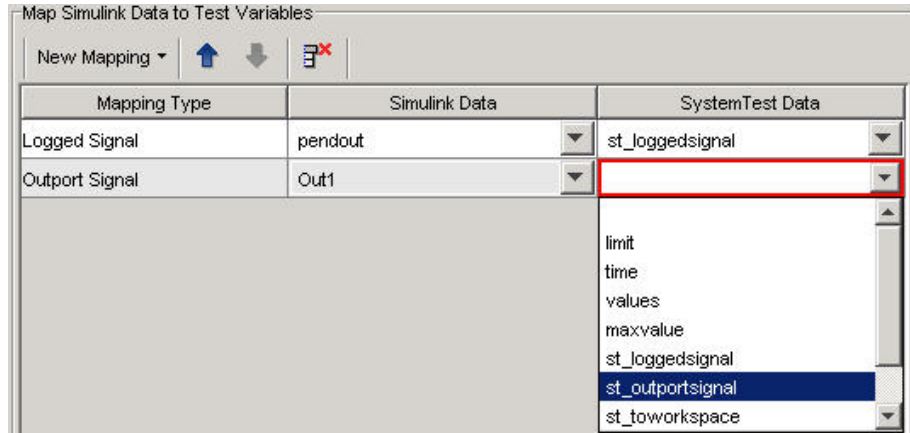 Map Simulink Data to Test Variables
New Mapping
Mapping Type Simulink Data SystemTest Data
Logged Signal pendout st_loggedsignal
Outport Signal Out1
limit
time
values
maxvalue
st_loggedsignal
st_outportsignal
st_toworkspace